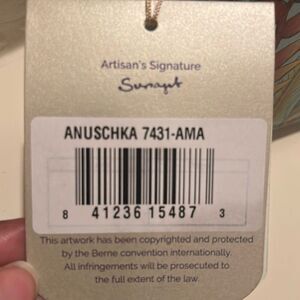 Artisan's Signature
ANUSCHKA 7431-AMA
8 41236 15487 3
This artwork has been copyrighted and protected
by the Berne convention internationally.
All infringements will be prosecuted to
the full extent of the law.